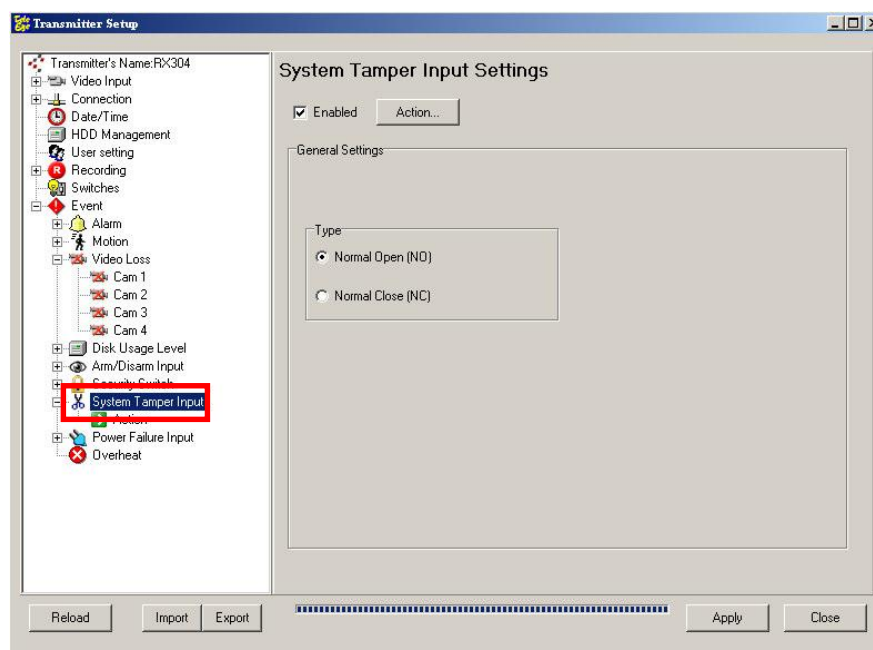 Transmitter Setup
Transmitter's Name:RX304
Video Input
Connection
Date/Time
HDD Management
User setting
Recording
Switches
Event
Alarm
Motion
Video Loss
Cam 1
Cam 2
Cam 3
Cam 4
Disk Usage Level
Arm/Disarm Input
Security Switch
System Tamper Input
Action
Power Failure Input
Overheat
System Tamper Input Settings
Enabled
Action...
General Settings
Type
Normal Open (NO)
Normal Close (NC)
Reload
Import
Export
Apply
Close